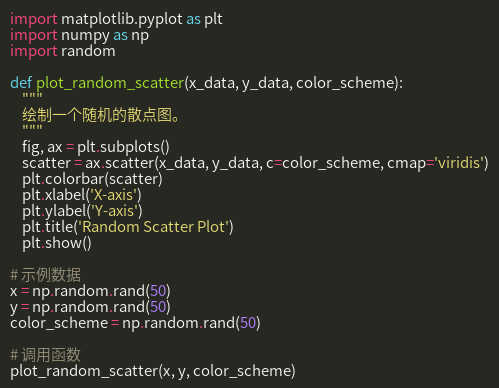 import matplotlib.pyplot as plt
import numpy as np
import random

def plot_random_scatter(x_data, y_data, color_scheme):
    """
    绘制一个随机的散点图。
    """
    fig, ax = plt.subplots()
    scatter = ax.scatter(x_data, y_data, c=color_scheme, cmap='viridis')
    plt.colorbar(scatter)
    plt.xlabel('X-axis')
    plt.ylabel('Y-axis')
    plt.title('Random Scatter Plot')
    plt.show()

# 示例数据
x = np.random.rand(50)
y = np.random.rand(50)
color_scheme = np.random.rand(50)

# 调用函数
plot_random_scatter(x, y, color_scheme)